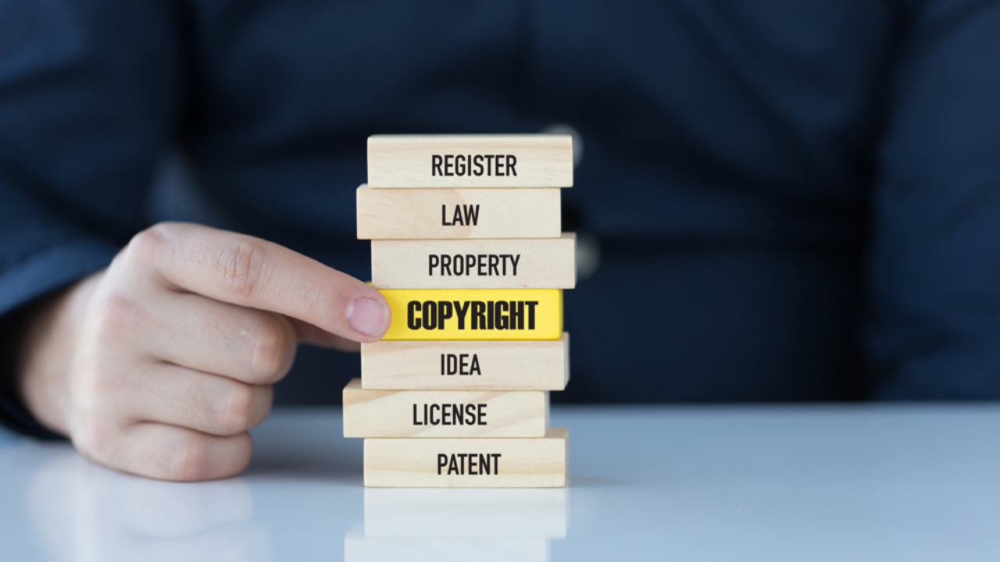 REGISTER
LAW
PROPERTY
COPYRIGHT
IDEA
LICENSE
PATENT